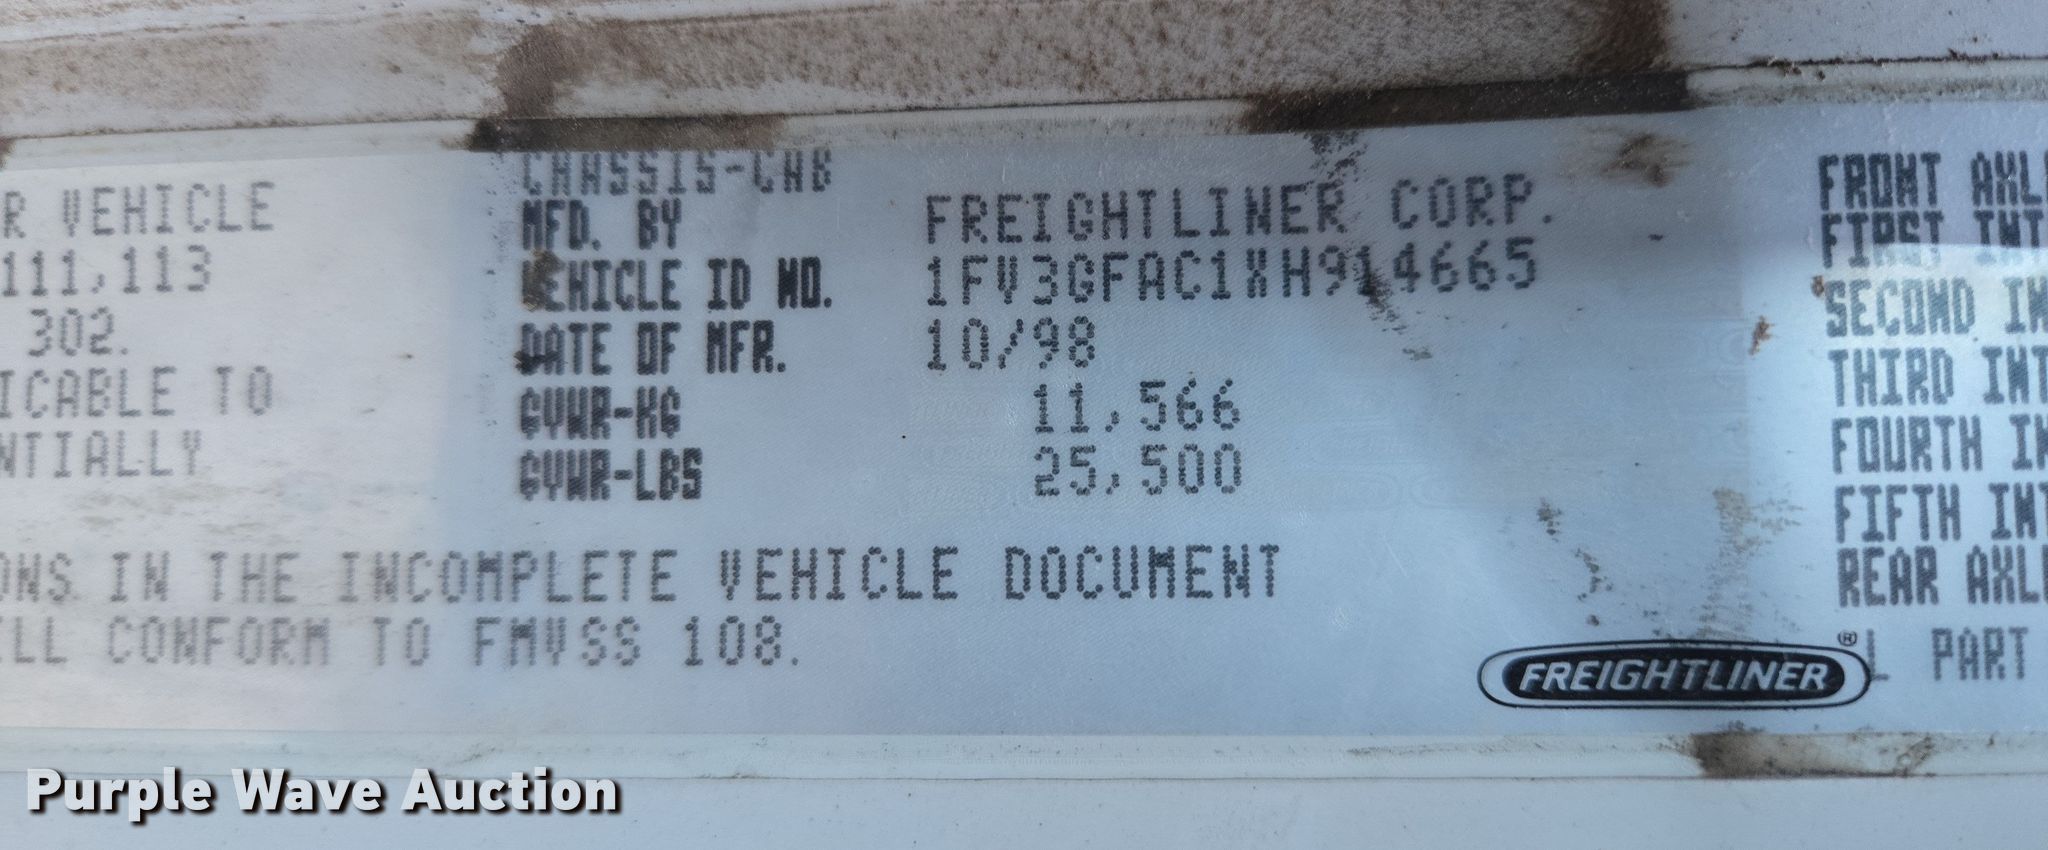 R VEHICLE
111,113
302.
ICABLE TO
NTIALLY
ONS IN THE INCOMPLETE VEHICLE DOCUMENT
ILL CONFORM TO FMVSS 108.
CHASSIS-CAB
MFD. BY FREIGHTLINER CORP.
VEHICLE ID NO. 1FV3GFAC1XH914665
DATE OF MFR. 10/98
GVWR-KG 11,566
GVWR-LBS 25,500
FRONT AXL
FIRST INT
SECOND IN
THIRD INT
FOURTH IN
FIFTH INT
REAR AXL
L PART
FREIGHTLINER®
Purple Wave Auction